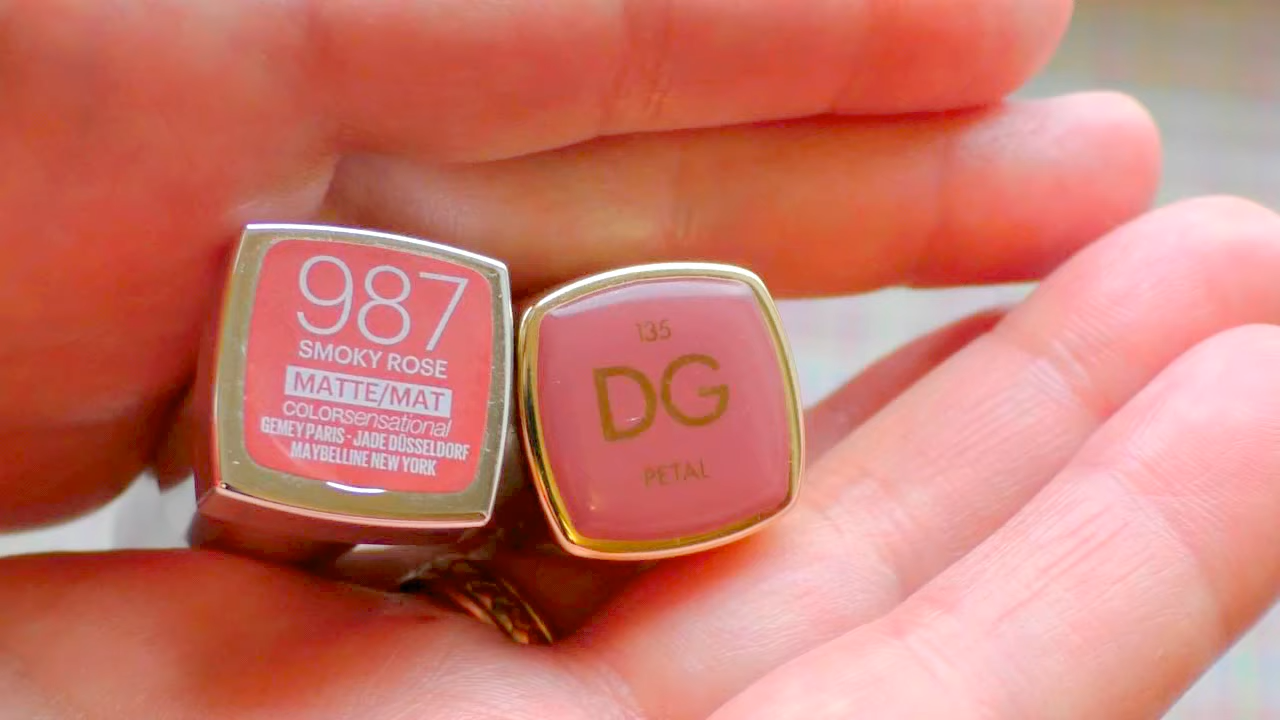 987
SMOKY ROSE
MATTE/MAT
COLORsensational
GEMEY PARIS - JADE DÜSSELDORF
MAYBELLINE NEW YORK
135
DG
PETAL